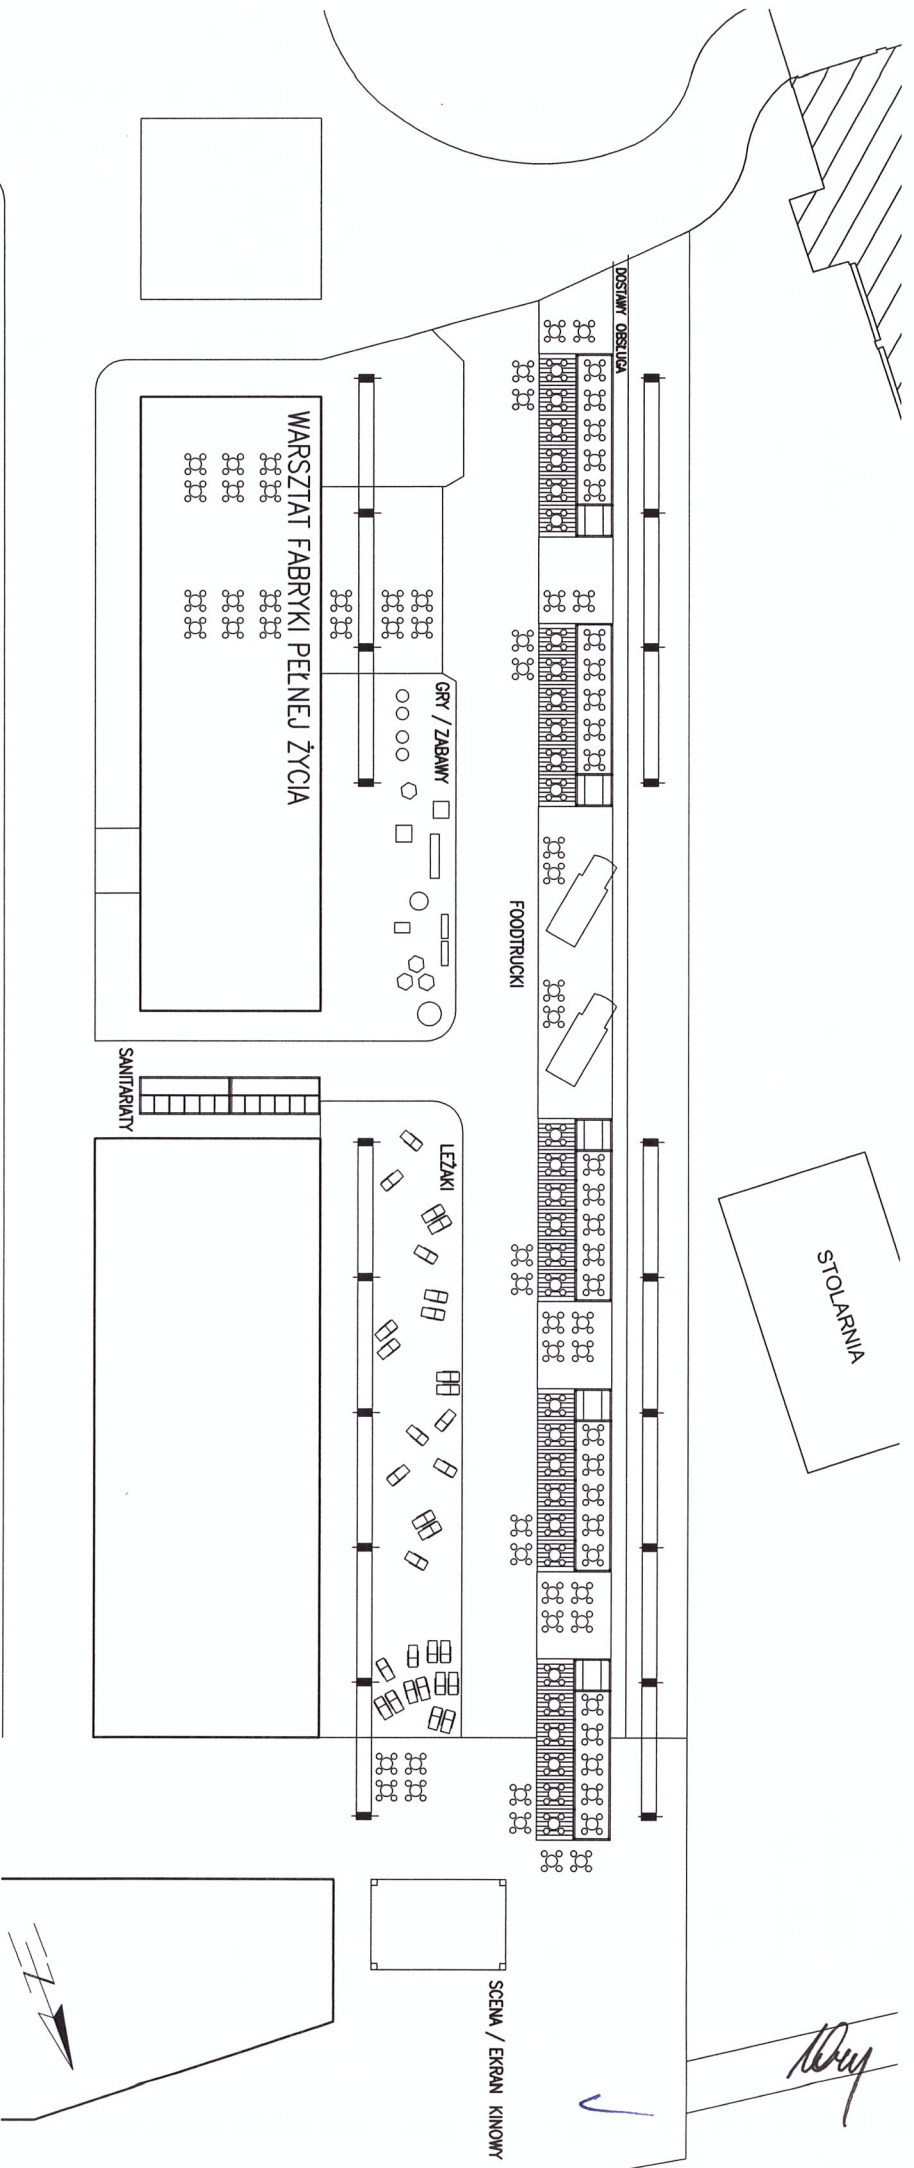 DOSTAWY OBSŁUGA
WARSZTAT FABRYKI PEŁNEJ ŻYCIA
GRY / ZABAWY
FOODTRUCKI
SANITARIATY
LEŻAKI
STOLARNIA
SCENA / EKRAN KINOWY